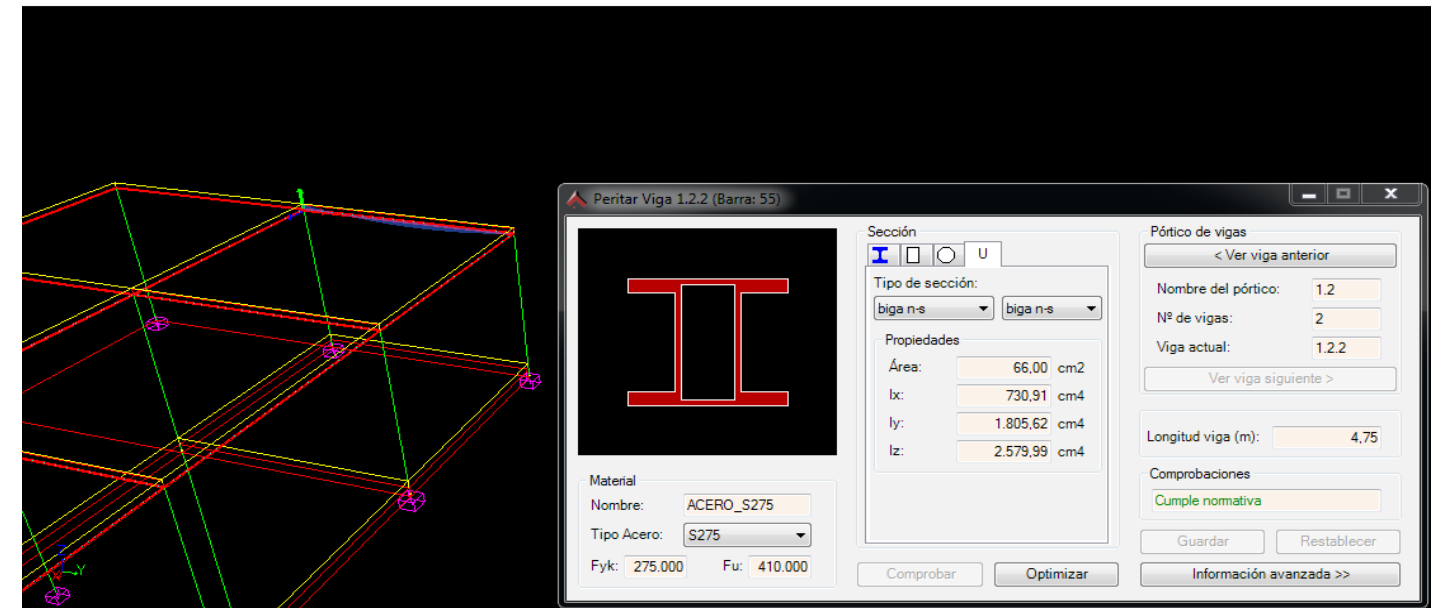 Peritar Viga 1.2.2 (Barra: 55)
Sección
U
Tipo de sección:
biga n-s biga n-s
Propiedades
Área: 66,00 cm2
Ix: 730,91 cm4
Iy: 1.805,62 cm4
Iz: 2.579,99 cm4
Material
Nombre: ACERO_S275
Tipo Acero: S275
Fyk: 275.000 Fu: 410.000
Comprobar Optimizar
Pórtico de vigas
< Ver viga anterior
Nombre del pórtico: 1.2
Nº de vigas: 2
Viga actual: 1.2.2
Ver viga siguiente >
Longitud viga (m): 4,75
Comprobaciones
Cumple normativa
Guardar Restablecer
Información avanzada >>
Y